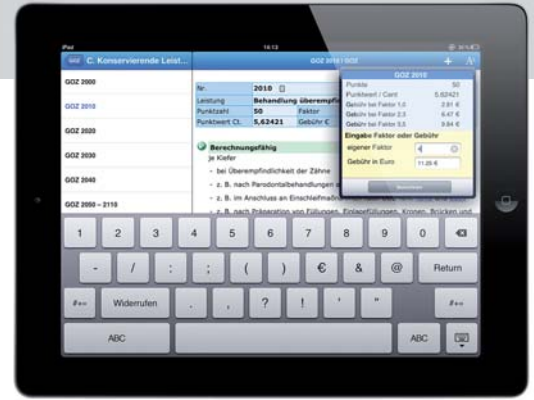 iPad
16:13
GOZ
C. Konservierende Leist...
GOZ 2010 | GOZ
+
GOZ 2000
GOZ 2010
GOZ 2020
GOZ 2030
GOZ 2040
GOZ 2050 – 2110
Nr. 2010
Leistung Behandlung überempfin
Punktzahl 50 Faktor
Punktwert Ct. 5,62421 Gebühr €
Berechnungsfähig
je Kiefer
- bei Überempfindlichkeit der Zähne
- z. B. nach Parodontalbehandlungen
- z. B. im Anschluss an Einschleifmaßn
- z. B. nach Präparation von Füllungen, Einlagefüllungen, Kronen, Brücken und
GOZ 2010
Punkte 50
Punktwert / Cent 5.62421
Gebühr bei Faktor 1,0 2.81 €
Gebühr bei Faktor 2,3 6.47 €
Gebühr bei Faktor 3,5 9.84 €
Eingabe Faktor oder Gebühr
eigener Faktor 4
Gebühr in Euro 11.25 €
Berechnen
1 2 3 4 5 6 7 8 9 0
- / : ; ( ) € & @ Return
#+= Widerrufen . , ? ! ' " #+=
ABC ABC